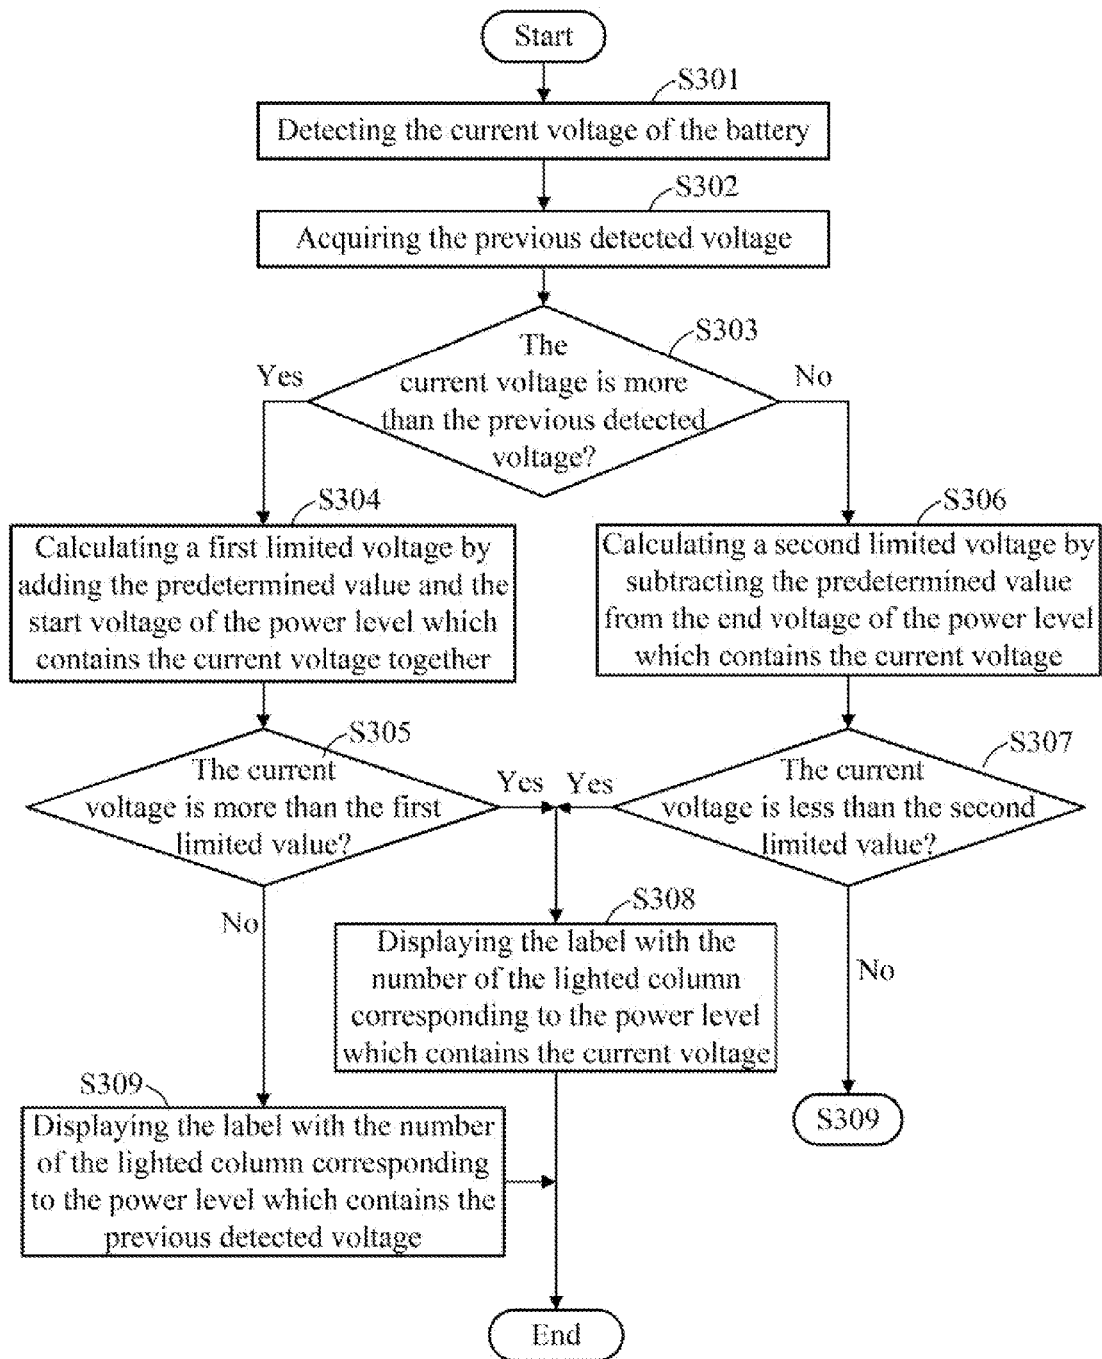 Start
S301
Detecting the current voltage of the battery
S302
Acquiring the previous detected voltage
S303
The
current voltage is more
than the previous detected
voltage?
Yes
No
S304
Calculating a first limited voltage by
adding the predetermined value and the
start voltage of the power level which
contains the current voltage together
S306
Calculating a second limited voltage by
subtracting the predetermined value
from the end voltage of the power level
which contains the current voltage
S305
The current
voltage is more than the first
limited value?
Yes
Yes
S307
The current
voltage is less than the second
limited value?
No
S308
Displaying the label with the
number of the lighted column
corresponding to the power level
which contains the current voltage
No
S309
Displaying the label with the number
of the lighted column corresponding
to the power level which contains the
previous detected voltage
S309
End